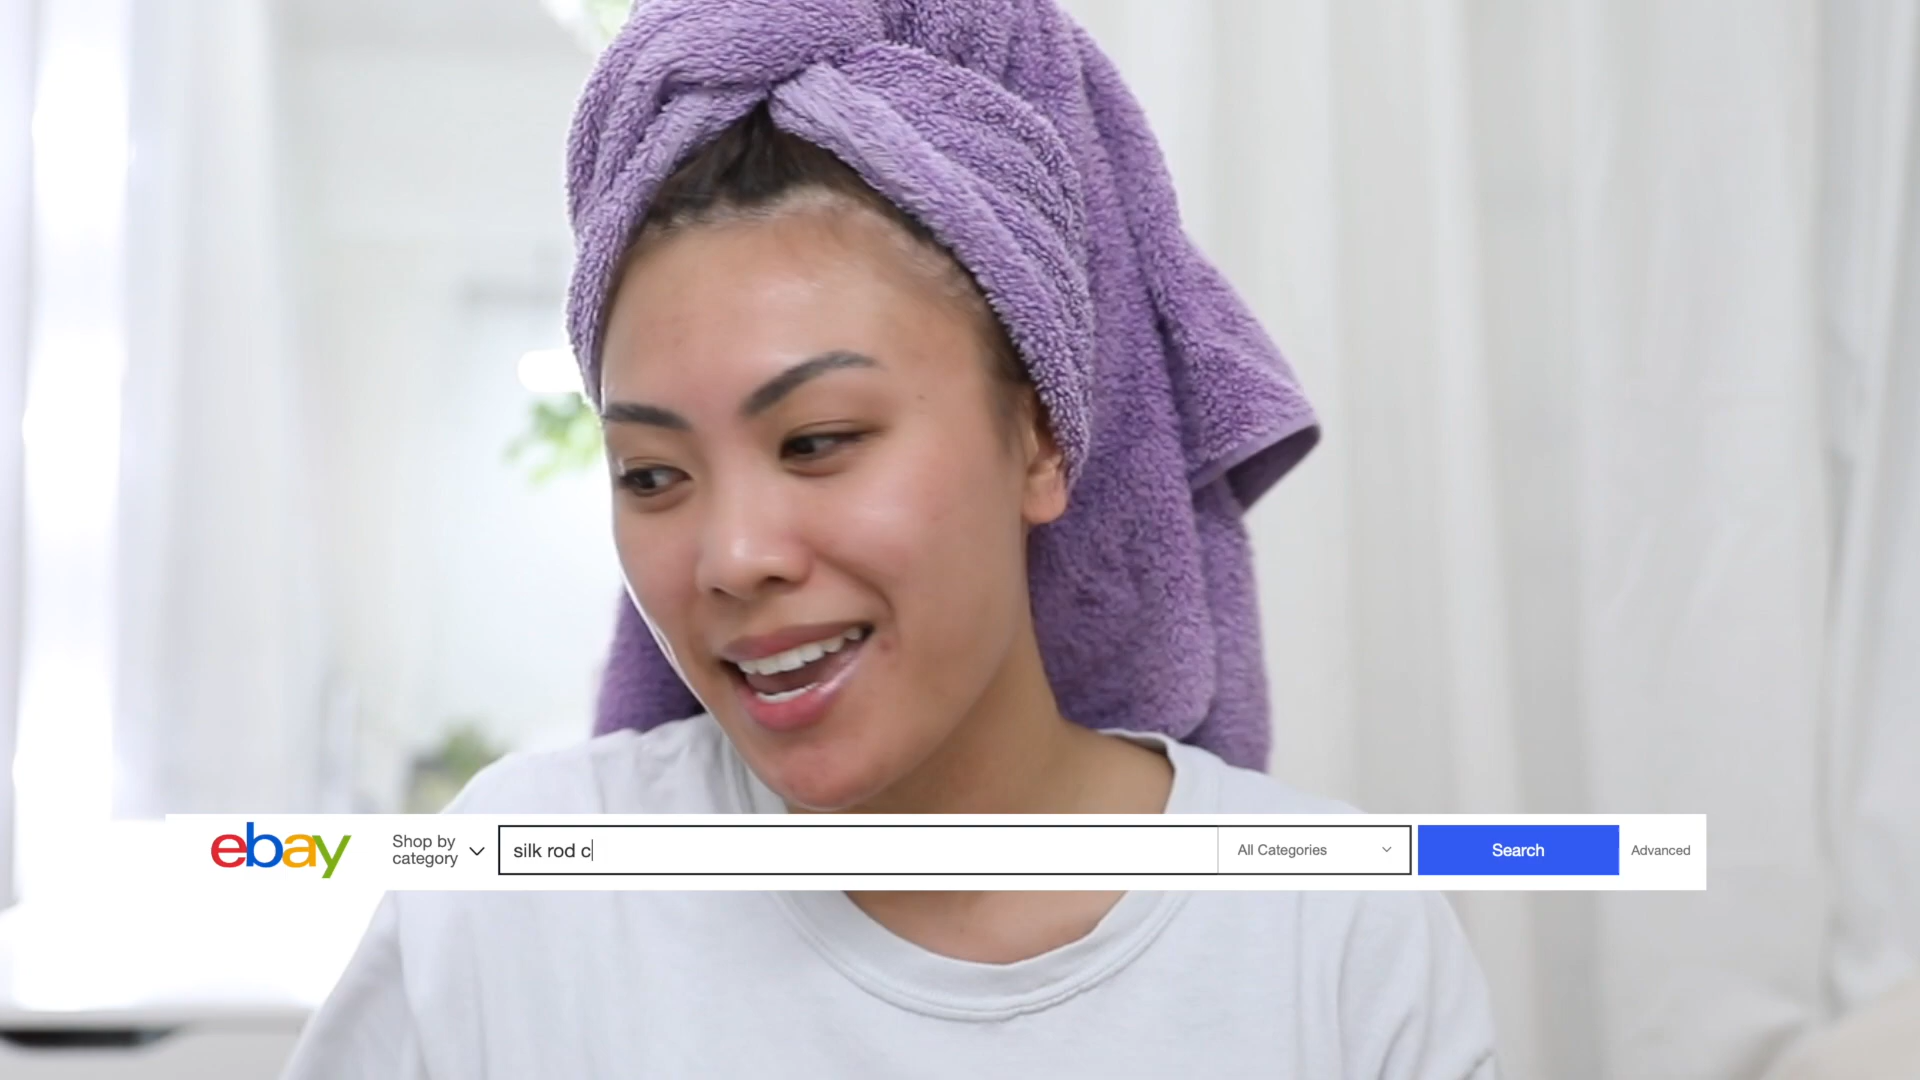 ebay
Shop by
category
silk rod c
All Categories
Search
Advanced